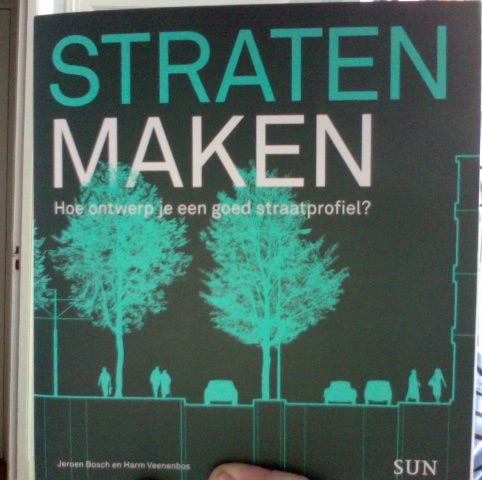 STRATEN
MAKEN
Hoe ontwerp je een goed straatprofiel?
Jeroen Bosch en Harm Veenenbos
SUN